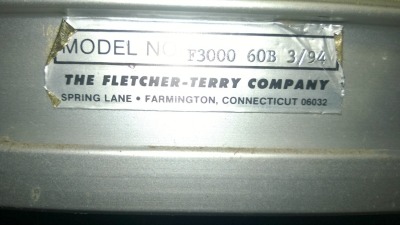 MODEL NO F3000 60B 3/94
THE FLETCHER-TERRY COMPANY
SPRING LANE • FARMINGTON, CONNECTICUT 06032